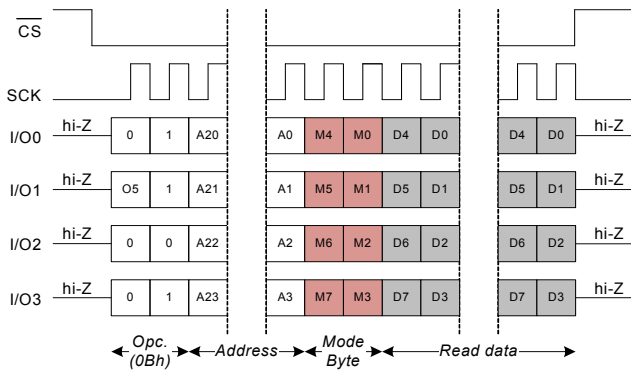 CS
SCK
I/O0 hi-Z 0 1 A20 A0 M4 M0 D4 D0 D4 D0 hi-Z
I/O1 hi-Z O5 1 A21 A1 M5 M1 D5 D1 D5 D1 hi-Z
I/O2 hi-Z 0 0 A22 A2 M6 M2 D6 D2 D6 D2 hi-Z
I/O3 hi-Z 0 1 A23 A3 M7 M3 D7 D3 D7 D3 hi-Z
Opc. Address Mode Read data
(0Bh) Byte